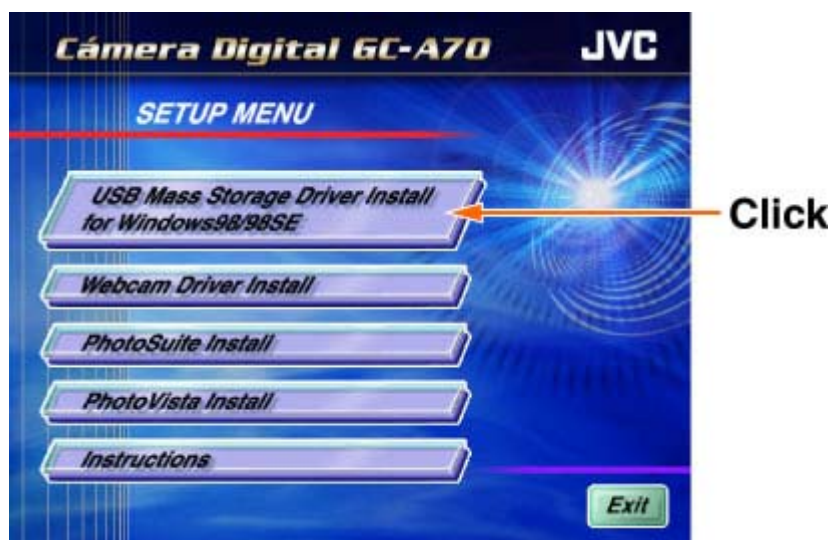 Cámera Digital GC-A70
JVC
SETUP MENU
USB Mass Storage Driver Install
for Windows98/98SE
Click
Webcam Driver Install
PhotoSuite Install
PhotoVista Install
Instructions
Exit